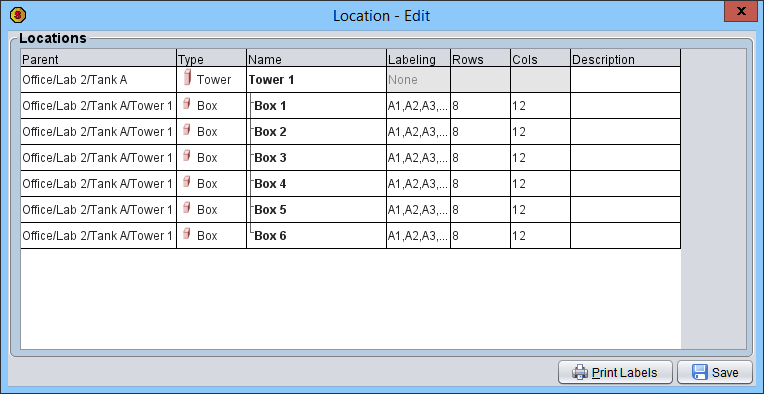 Location - Edit
x
Locations
Parent Type Name Labeling Rows Cols Description
Office/Lab 2/Tank A Tower Tower 1 None
Office/Lab 2/Tank A/Tower 1 Box Box 1 A1,A2,A3,... 8 12
Office/Lab 2/Tank A/Tower 1 Box Box 2 A1,A2,A3,... 8 12
Office/Lab 2/Tank A/Tower 1 Box Box 3 A1,A2,A3,... 8 12
Office/Lab 2/Tank A/Tower 1 Box Box 4 A1,A2,A3,... 8 12
Office/Lab 2/Tank A/Tower 1 Box Box 5 A1,A2,A3,... 8 12
Office/Lab 2/Tank A/Tower 1 Box Box 6 A1,A2,A3,... 8 12
Print Labels Save